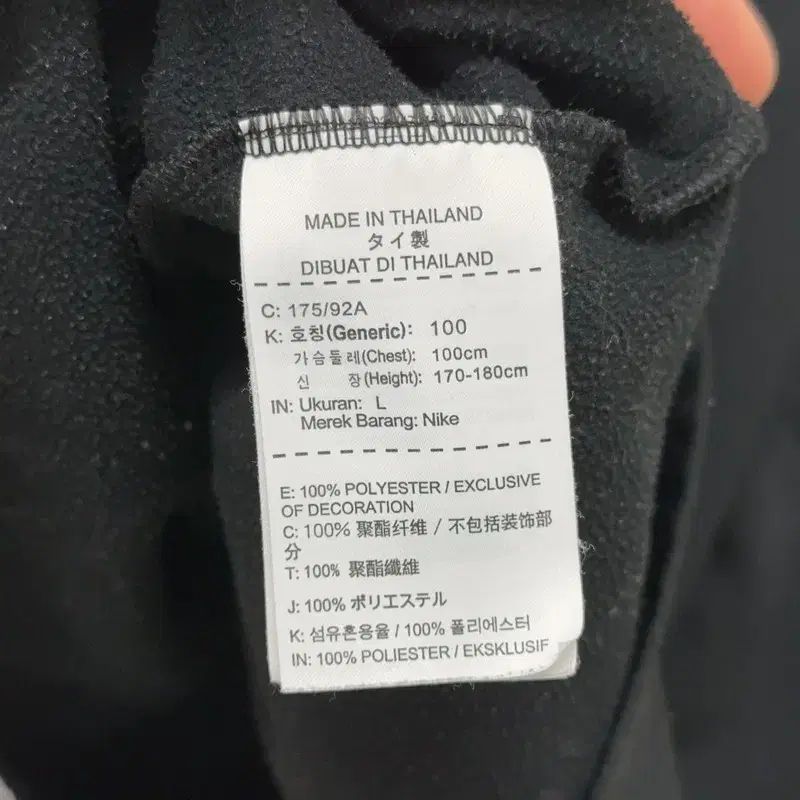 MADE IN THAILAND
タイ製
DIBUAT DI THAILAND
C: 175/92A
K: 호칭(Generic): 100
가슴둘레(Chest): 100cm
신 장(Height): 170-180cm
IN: Ukuran: L
Merek Barang: Nike
E: 100% POLYESTER / EXCLUSIVE
OF DECORATION
C: 100% 聚酯纤维 / 不包括装饰部
分
T: 100% 聚酯纖維
J: 100% ポリエステル
K: 섬유혼용율 / 100% 폴리에스터
IN: 100% POLIESTER / EKSKLUSIF